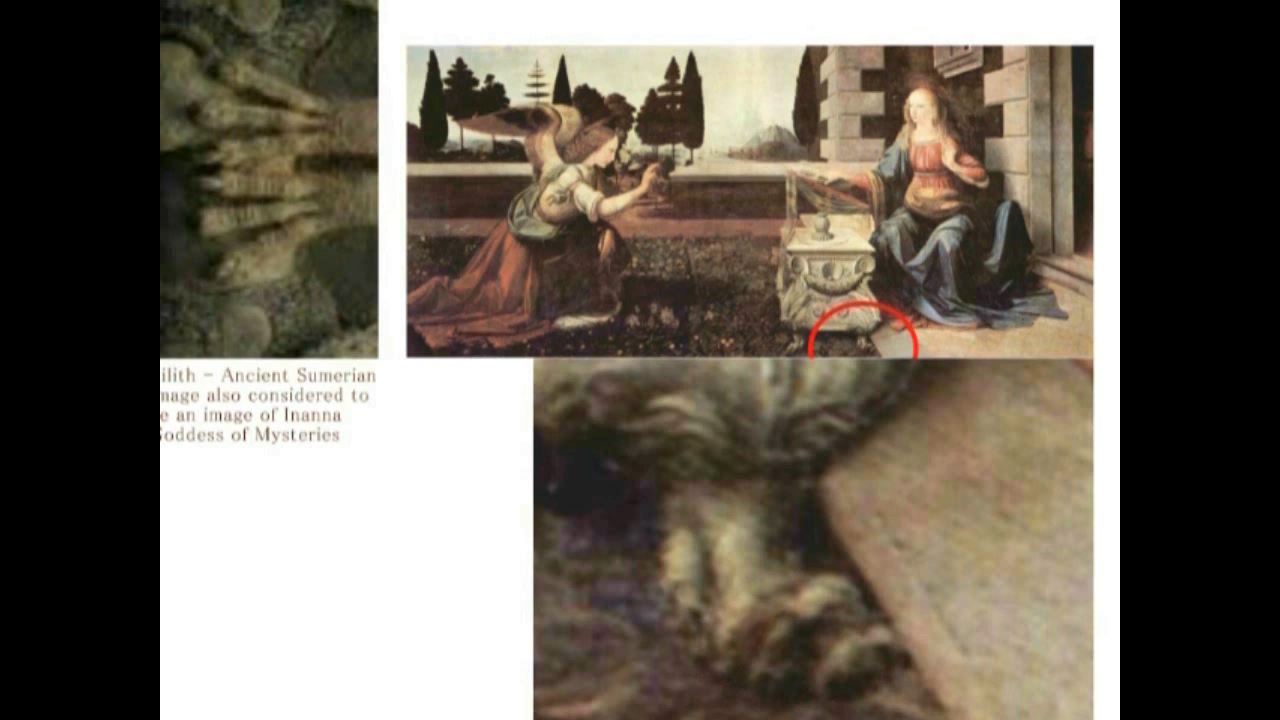 ilith – Ancient Sumerian
mage also considered to
e an image of Inanna
Goddess of Mysteries